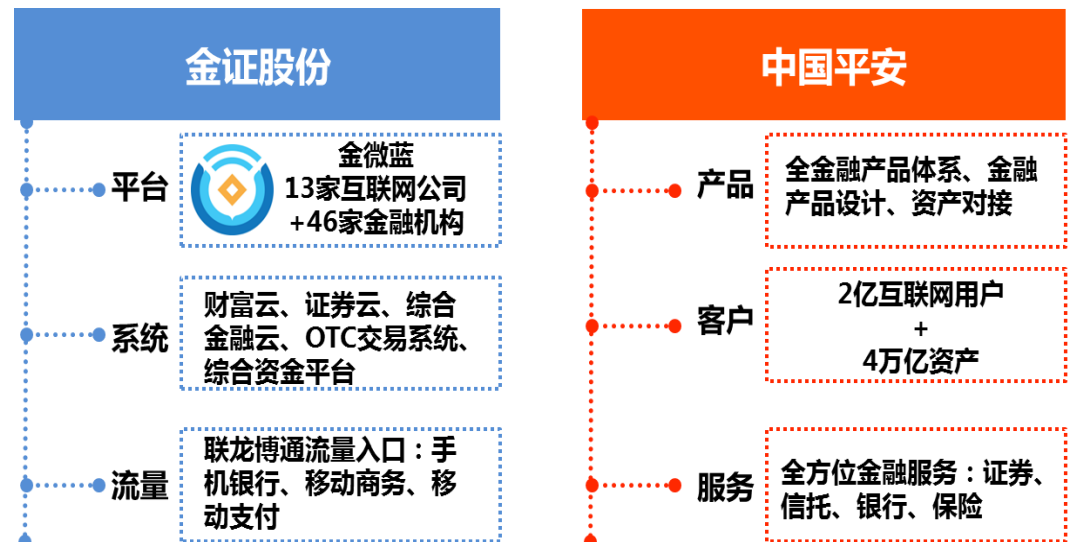 金证股份
平台
金微蓝
13家互联网公司
+46家金融机构
系统
财富云、证券云、综合
金融云、OTC交易系统、
综合资金平台
流量
联龙博通流量入口：手
机银行、移动商务、移
动支付
中国平安
产品
全金融产品体系、金融
产品设计、资产对接
客户
2亿互联网用户
+
4万亿资产
服务
全方位金融服务：证券、
信托、银行、保险